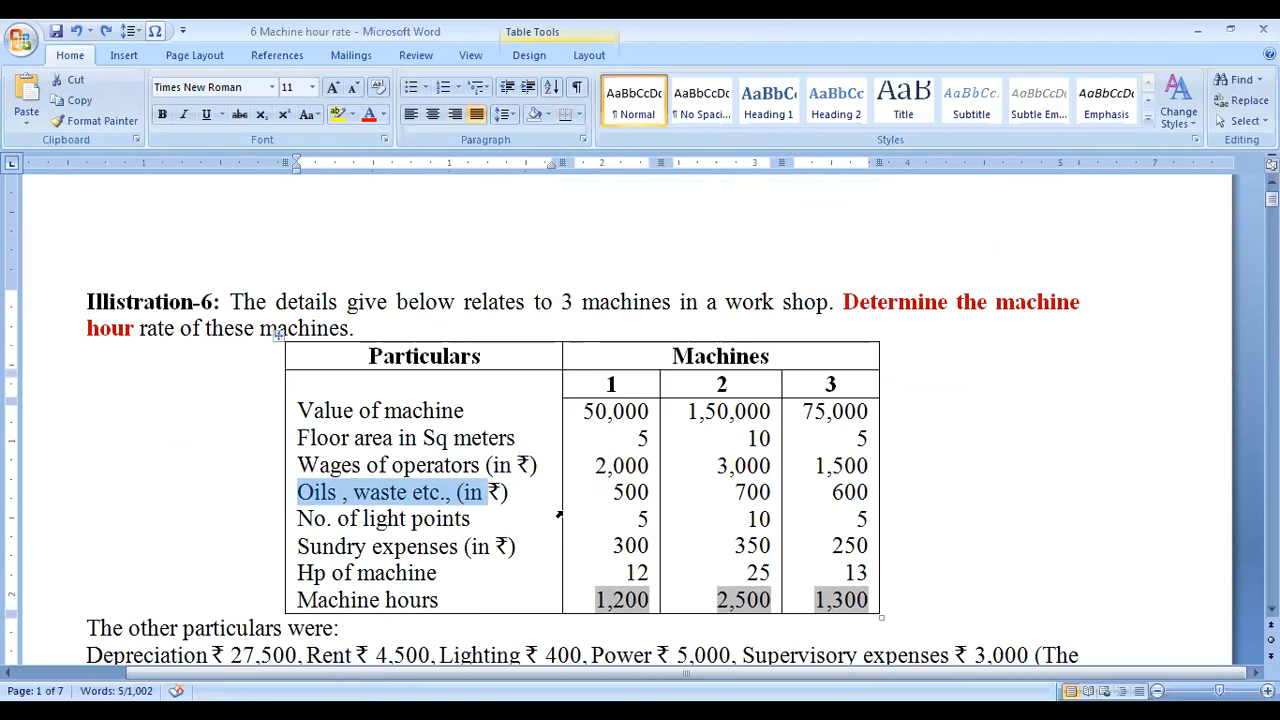 6 Machine hour rate - Microsoft Word
Table Tools
Home Insert Page Layout References Mailings Review View Design Layout
Paste
Cut
Copy
Format Painter
Clipboard
Times New Roman 11
Font
Paragraph
AaBbCcDc AaBbCcDc AaBbC AaBbCc AaB AaBbCc. AaBbCcDc AaBbCcDc
¶ Normal ¶ No Spaci... Heading 1 Heading 2 Title Subtitle Subtle Em... Emphasis
Change Styles
Styles
Find
Replace
Select
Editing
Illistration-6: The details give below relates to 3 machines in a work shop. Determine the machine
hour rate of these machines.
Particulars Machines
1 2 3
Value of machine 50,000 1,50,000 75,000
Floor area in Sq meters 5 10 5
Wages of operators (in ₹) 2,000 3,000 1,500
Oils , waste etc., (in ₹) 500 700 600
No. of light points 5 10 5
Sundry expenses (in ₹) 300 350 250
Hp of machine 12 25 13
Machine hours 1,200 2,500 1,300
The other particulars were:
Depreciation ₹ 27,500, Rent ₹ 4,500, Lighting ₹ 400, Power ₹ 5,000, Supervisory expenses ₹ 3,000 (The
Page: 1 of 7 Words: 5/1,002